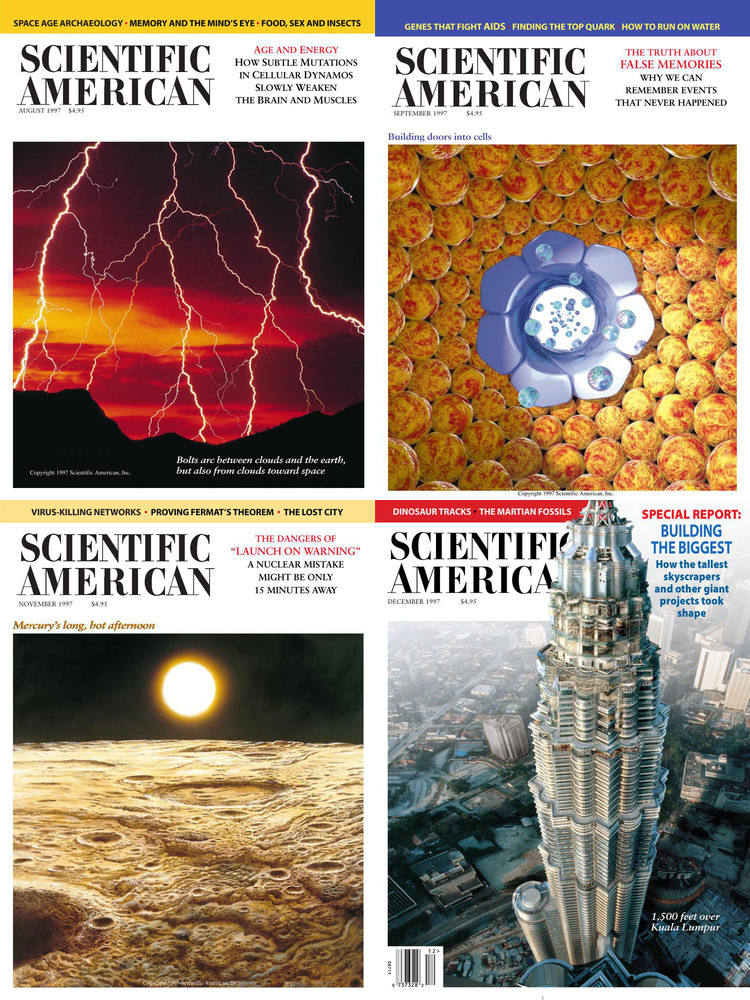 SPACE AGE ARCHAEOLOGY • MEMORY AND THE MIND'S EYE • FOOD, SEX AND INSECTS
SCIENTIFIC
AMERICAN
AUGUST 1997 $4.95
AGE AND ENERGY
HOW SUBTLE MUTATIONS
IN CELLULAR DYNAMOS
SLOWLY WEAKEN
THE BRAIN AND MUSCLES
Bolts arc between clouds and the earth,
but also from clouds toward space
Copyright 1997 Scientific American, Inc.
GENES THAT FIGHT AIDS FINDING THE TOP QUARK HOW TO RUN ON WATER
SCIENTIFIC
AMERICAN
SEPTEMBER 1997 $4.95
THE TRUTH ABOUT
FALSE MEMORIES
WHY WE CAN
REMEMBER EVENTS
THAT NEVER HAPPENED
Building doors into cells
Copyright 1997 Scientific American, Inc.
VIRUS-KILLING NETWORKS • PROVING FERMAT'S THEOREM • THE LOST CITY
SCIENTIFIC
AMERICAN
NOVEMBER 1997 $4.95
THE DANGERS OF
"LAUNCH ON WARNING"
A NUCLEAR MISTAKE
MIGHT BE ONLY
15 MINUTES AWAY
Mercury's long, hot afternoon
Copyright 1997 Scientific American, Inc.
DINOSAUR TRACKS • THE MARTIAN FOSSILS
SCIENTIFIC
AMERICA
DECEMBER 1997 $4.95
SPECIAL REPORT:
BUILDING
THE BIGGEST
How the tallest
skyscrapers
and other giant
projects took
shape
1,500 feet over
Kuala Lumpur
12>